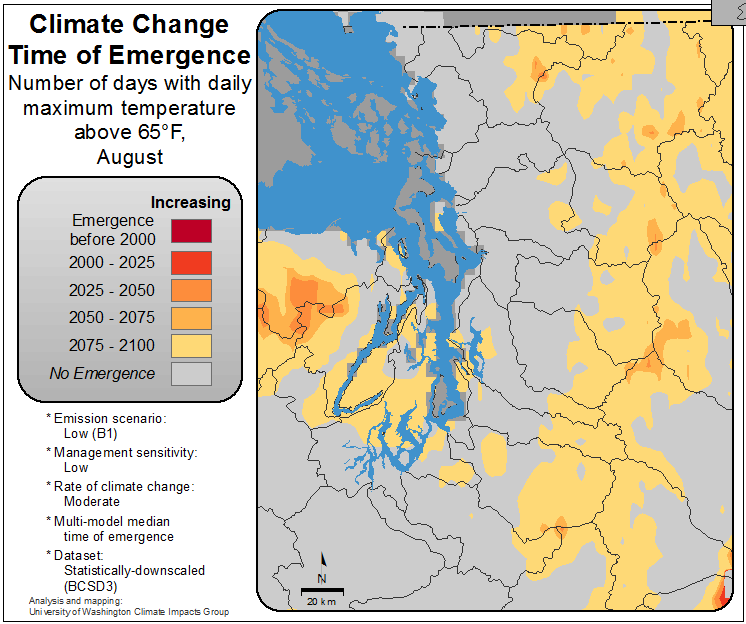 Climate Change
Time of Emergence
Number of days with daily
maximum temperature
above 65°F,
August
Increasing
Emergence
before 2000
2000 - 2025
2025 - 2050
2050 - 2075
2075 - 2100
No Emergence
* Emission scenario:
Low (B1)
* Management sensitivity:
Low
* Rate of climate change:
Moderate
* Multi-model median
time of emergence
* Dataset:
Statistically-downscaled
(BCSD3)
Analysis and mapping:
University of Washington Climate Impacts Group
N
20 km